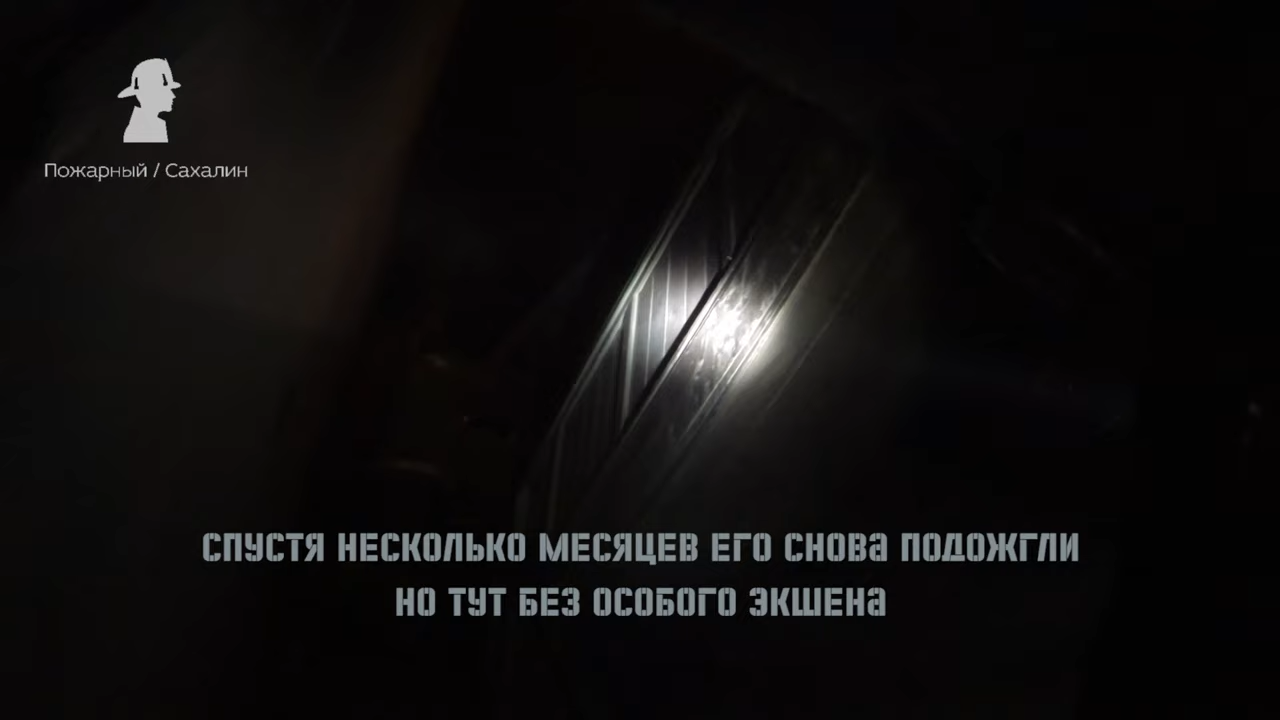 Пожарный / Сахалин
СПУСТЯ НЕСКОЛЬКО МЕСЯЦЕВ ЕГО СНОВА ПОДОЖГЛИ
НО ТУТ БЕЗ ОСОБОГО ЭКШЕНА